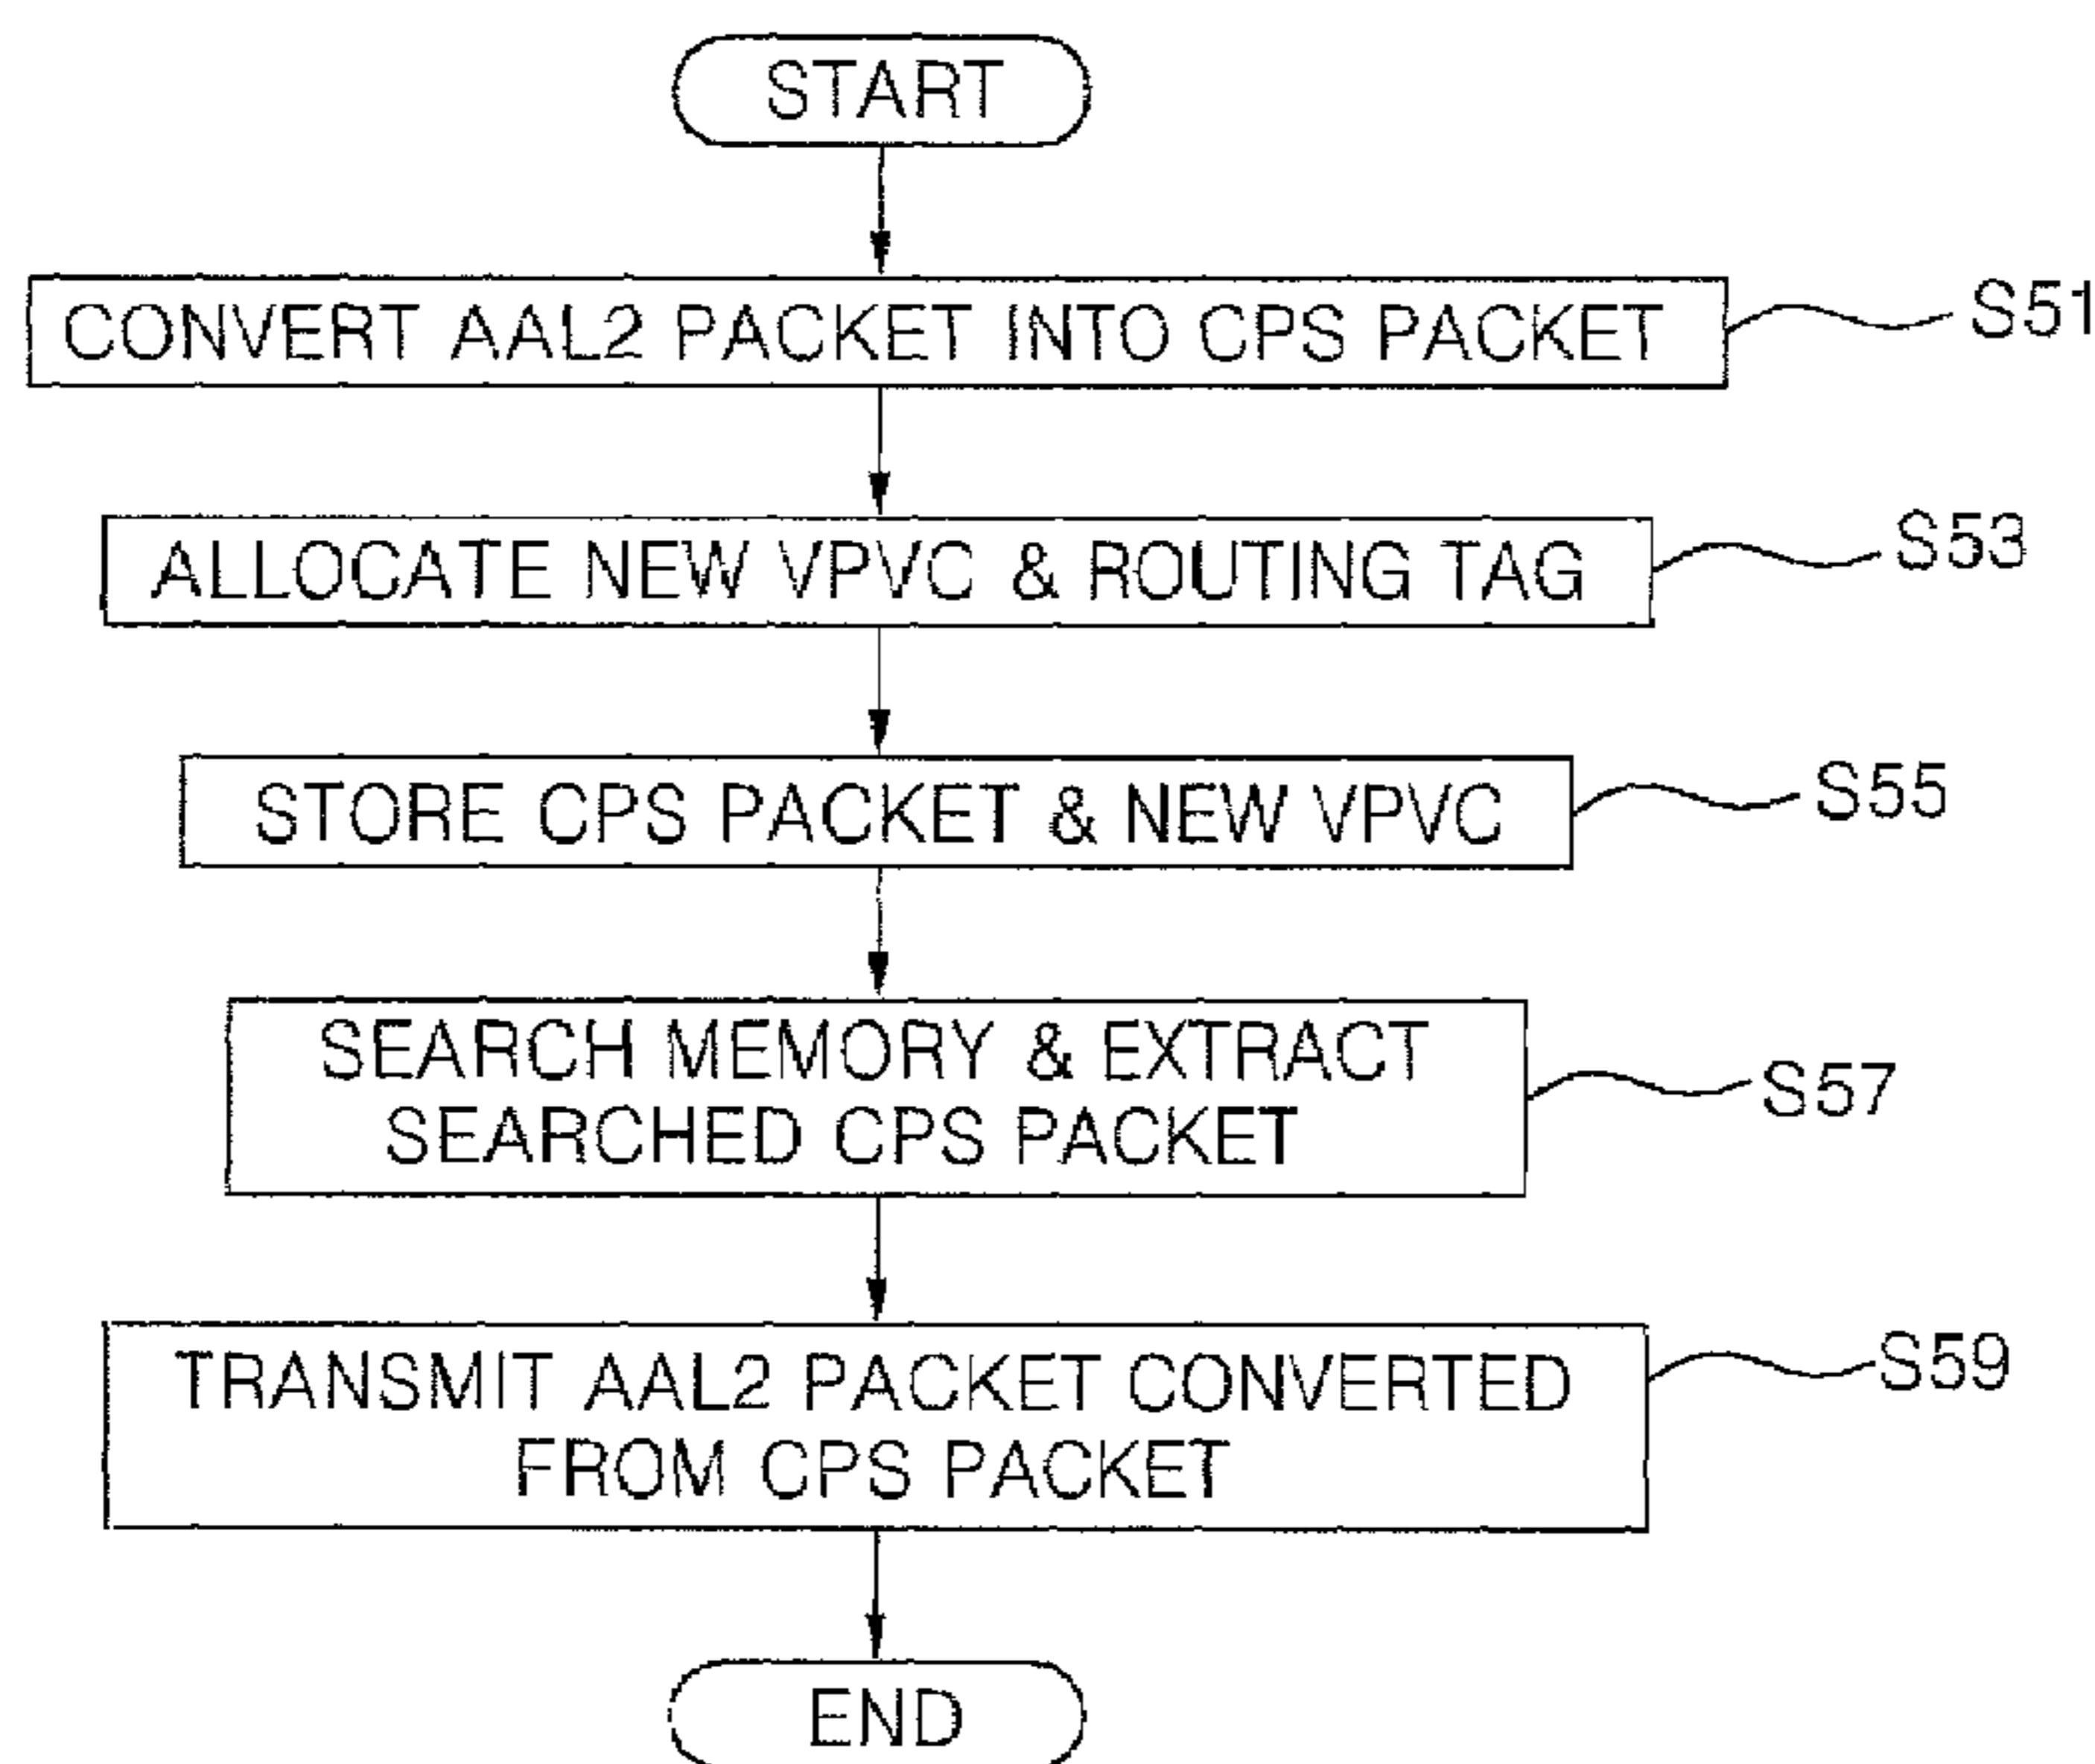 START
CONVERT AAL2 PACKET INTO CPS PACKET
S51
ALLOCATE NEW VPVC & ROUTING TAG
S53
STORE CPS PACKET & NEW VPVC
S55
SEARCH MEMORY & EXTRACT
SEARCHED CPS PACKET
S57
TRANSMIT AAL2 PACKET CONVERTED
FROM CPS PACKET
S59
END